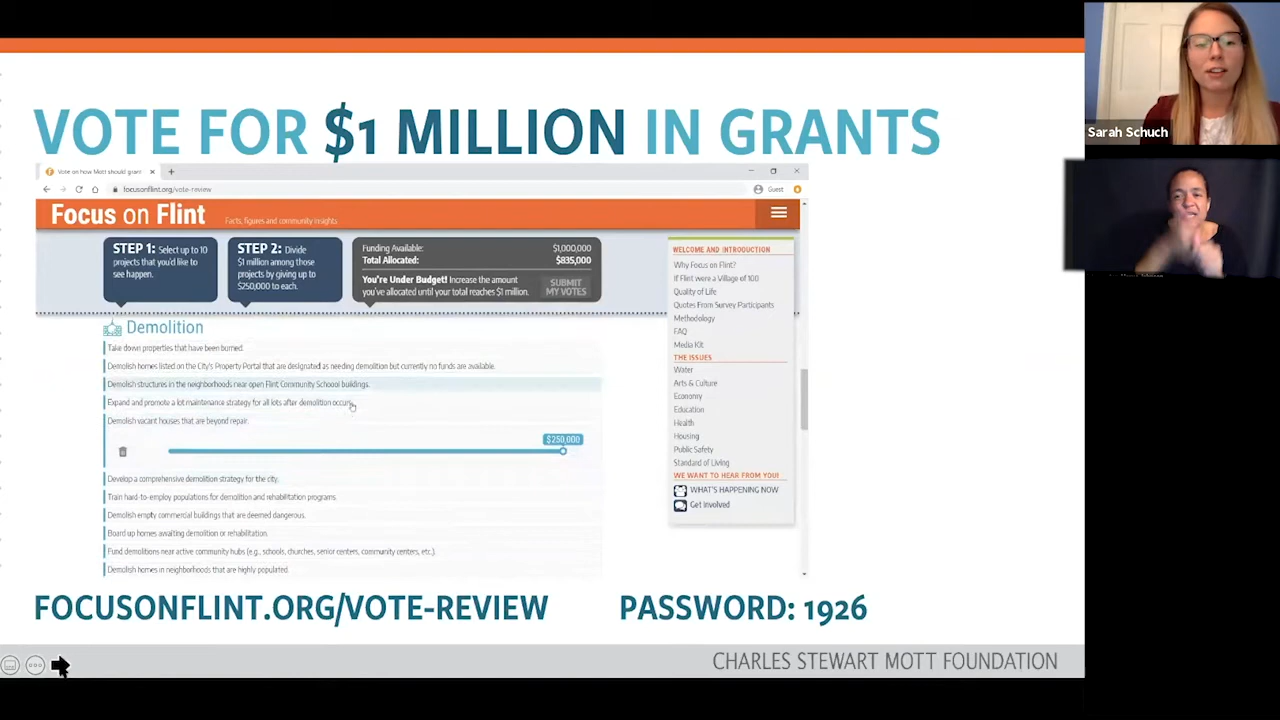 VOTE FOR $1 MILLION IN GRANTS
Vote on how Mott should grant
focusonflint.org/vote-review
Guest
Focus on Flint
Facts, figures and community insights.
STEP 1: Select up to 10
projects that you'd like to
see happen.
STEP 2: Divide
$1 million among those
projects by giving up to
$250,000 to each.
Funding Available: $1,000,000
Total Allocated: $835,000
You're Under Budget! Increase the amount
you've allocated until your total reaches $1 million.
SUBMIT
MY VOTES
Demolition
Take down properties that have been burned.
Demolish homes listed on the City's Property Portal that are designated as needing demolition but currently no funds are available.
Demolish structures in the neighborhoods near open Flint Community School buildings.
Expand and promote a lot maintenance strategy for all lots after demolition occurs.
Demolish vacant houses that are beyond repair.
$250,000
Develop a comprehensive demolition strategy for the city.
Train hard-to-employ populations for demolition and rehabilitation programs.
Demolish empty commercial buildings that are deemed dangerous.
Board up homes awaiting demolition or rehabilitation.
Fund demolitions near active community hubs (e.g., schools, churches, senior centers, community centers, etc.).
Demolish homes in neighborhoods that are highly populated.
WELCOME AND INTRODUCTION
Why Focus on Flint?
If Flint were a Village of 100
Quality of Life
Quotes From Survey Participants
Methodology
FAQ
Media Kit
THE ISSUES
Water
Arts & Culture
Economy
Education
Health
Housing
Public Safety
Standard of Living
WE WANT TO HEAR FROM YOU!
WHAT'S HAPPENING NOW
Get Involved
FOCUSONFLINT.ORG/VOTE-REVIEW
PASSWORD: 1926
CHARLES STEWART MOTT FOUNDATION
Sarah Schuch